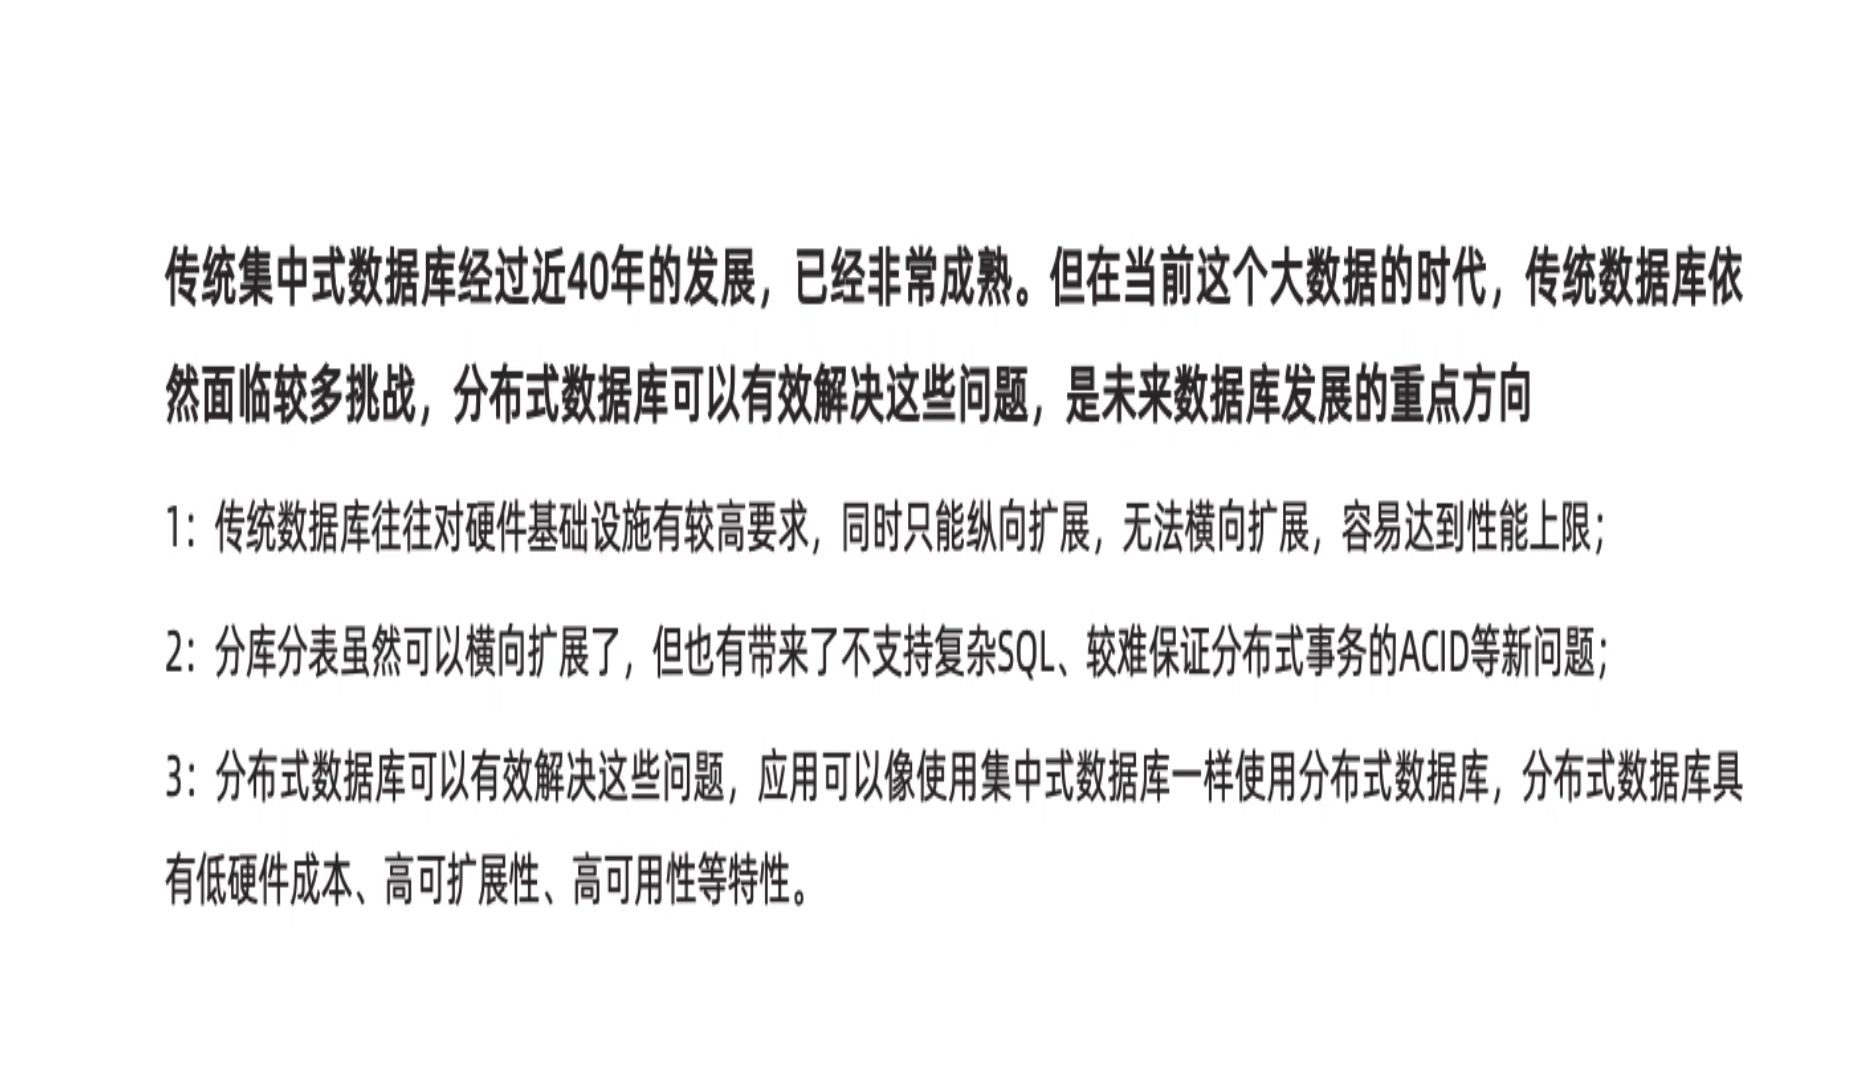 传统集中式数据库经过近40年的发展，已经非常成熟。但在当前这个大数据的时代，传统数据库依
然面临较多挑战，分布式数据库可以有效解决这些问题，是未来数据库发展的重点方向
1：传统数据库往往对硬件基础设施有较高要求，同时只能纵向扩展，无法横向扩展，容易达到性能上限；
2：分库分表虽然可以横向扩展了，但也有带来了不支持复杂SQL、较难保证分布式事务的ACID等新问题；
3：分布式数据库可以有效解决这些问题，应用可以像使用集中式数据库一样使用分布式数据库，分布式数据库具
有低硬件成本、高可扩展性、高可用性等特性。